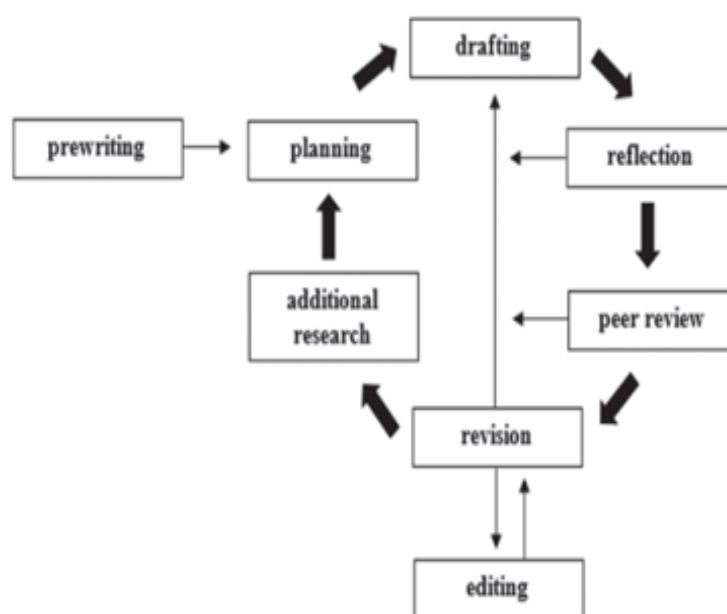 drafting
prewriting
planning
reflection
additional
research
peer review
revision
editing